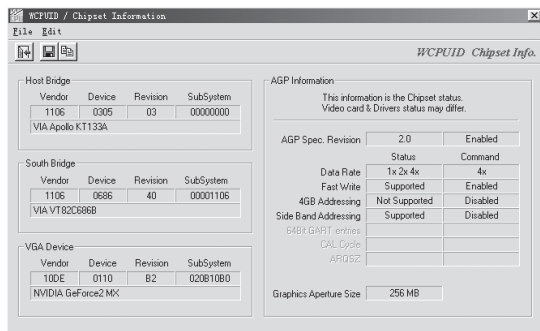 WCPUID / Chipset Information
File Edit
WCPUID Chipset Info.
Host Bridge
Vendor Device Revision SubSystem
1106 0305 03 00000000
VIA Apollo KT133A
South Bridge
Vendor Device Revision SubSystem
1106 0686 40 00001106
VIA VT82C686B
VGA Device
Vendor Device Revision SubSystem
10DE 0110 B2 020B10B0
NVIDIA GeForce2 MX
AGP Information
This information is the Chipset status.
Video card & Drivers status may differ.
AGP Spec. Revision 2.0 Enabled
Status Command
Data Rate 1x 2x 4x 4x
Fast Write Supported Enabled
4GB Addressing Not Supported Disabled
Side Band Addressing Supported Disabled
64Bit GART entries
CAL Cycle
ARQSZ
Graphics Aperture Size 256 MB